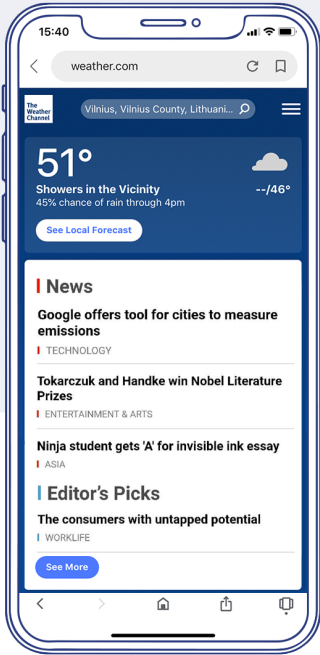 15:40
weather.com
The
Weather
Channel
Vilnius, Vilnius County, Lithuani...
51°
Showers in the Vicinity
--/46°
45% chance of rain through 4pm
See Local Forecast
News
Google offers tool for cities to measure
emissions
TECHNOLOGY
Tokarczuk and Handke win Nobel Literature
Prizes
ENTERTAINMENT & ARTS
Ninja student gets 'A' for invisible ink essay
ASIA
Editor's Picks
The consumers with untapped potential
WORKLIFE
See More